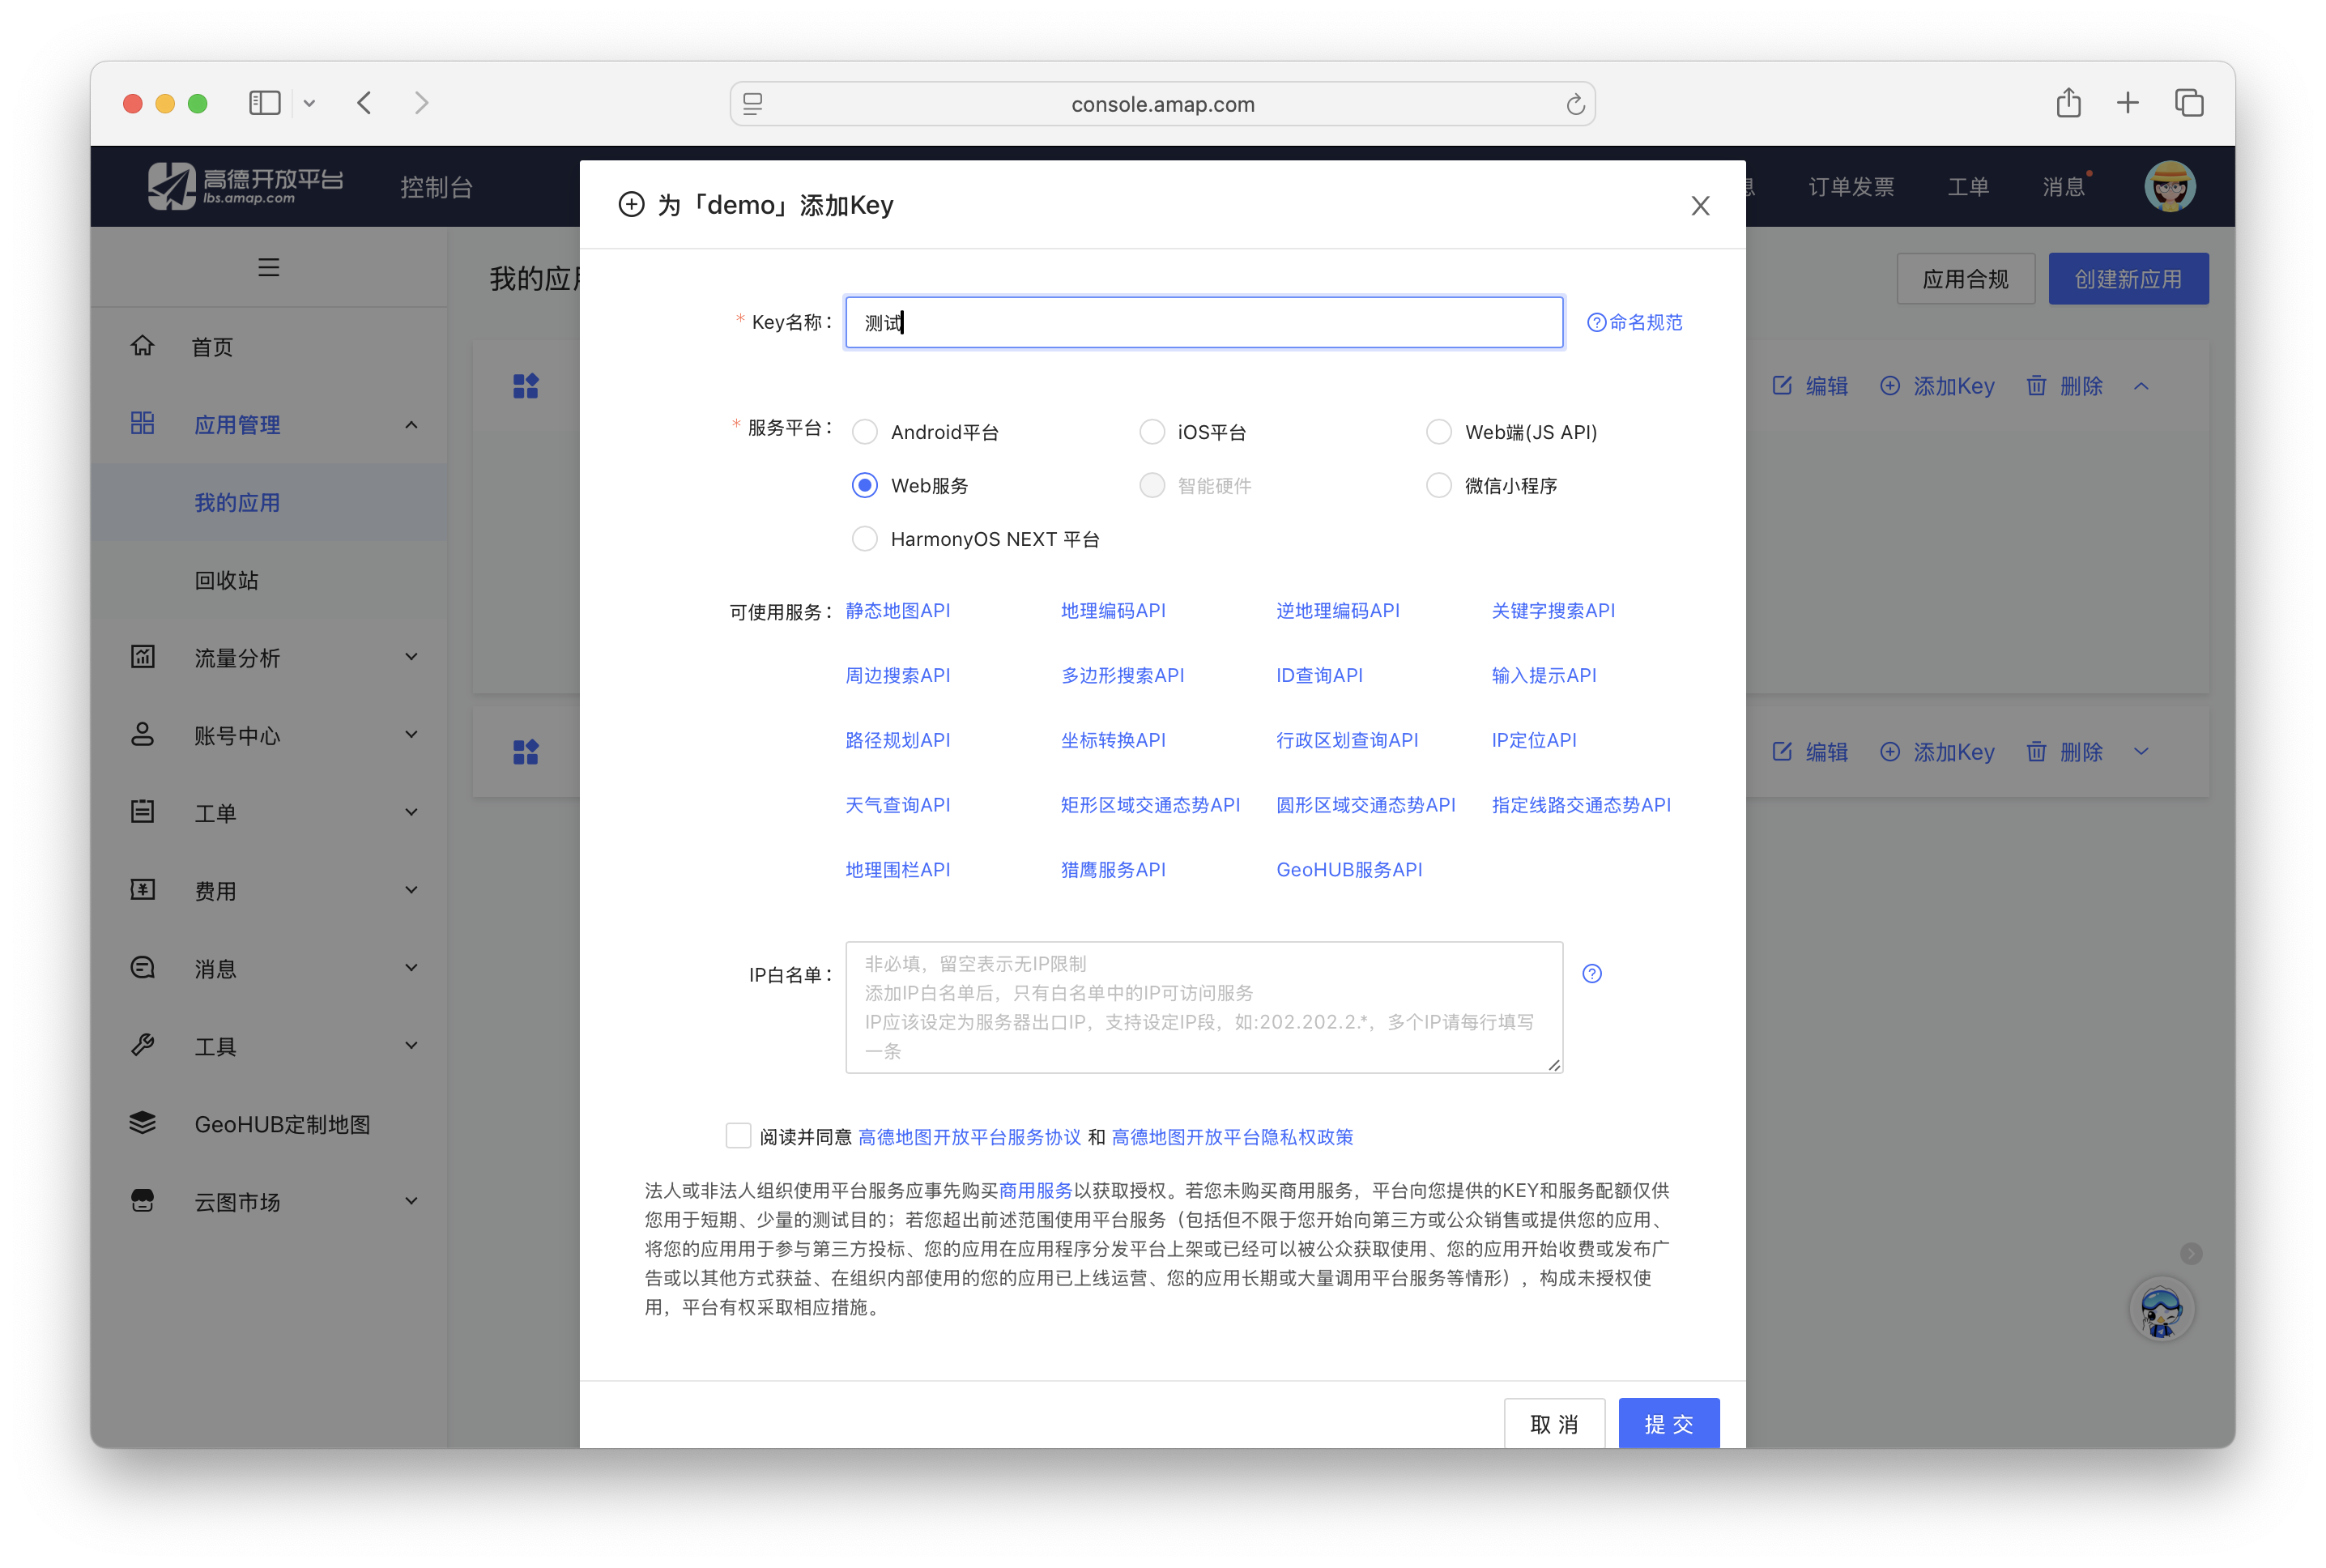 console.amap.com
高德开放平台
lbs.amap.com
控制台
订单发票
工单
消息
为「demo」添加Key
首页
应用管理
我的应用
回收站
流量分析
账号中心
工单
费用
消息
工具
GeoHUB定制地图
云图市场
我的应
应用合规
创建新应用
编辑 添加Key 删除
编辑 添加Key 删除
* Key名称：
测试
命名规范
* 服务平台：
Android平台 iOS平台 Web端(JS API)
Web服务 智能硬件 微信小程序
HarmonyOS NEXT 平台
可使用服务： 静态地图API 地理编码API 逆地理编码API 关键字搜索API
周边搜索API 多边形搜索API ID查询API 输入提示API
路径规划API 坐标转换API 行政区划查询API IP定位API
天气查询API 矩形区域交通态势API 圆形区域交通态势API 指定线路交通态势API
地理围栏API 猎鹰服务API GeoHUB服务API
IP白名单：
非必填，留空表示无IP限制
添加IP白名单后，只有白名单中的IP可访问服务
IP应该设定为服务器出口IP，支持设定IP段，如:202.202.2.*，多个IP请每行填写
一条
阅读并同意 高德地图开放平台服务协议 和 高德地图开放平台隐私权政策
法人或非法人组织使用平台服务应事先购买商用服务以获取授权。若您未购买商用服务，平台向您提供的KEY和服务配额仅供
您用于短期、少量的测试目的；若您超出前述范围使用平台服务（包括但不限于您开始向第三方或公众销售或提供您的应用、
将您的应用用于参与第三方投标、您的应用在应用程序分发平台上架或已经可以被公众获取使用、您的应用开始收费或发布广
告或以其他方式获益、在组织内部使用的您的应用已上线运营、您的应用长期或大量调用平台服务等情形），构成未授权使
用，平台有权采取相应措施。
取 消
提 交